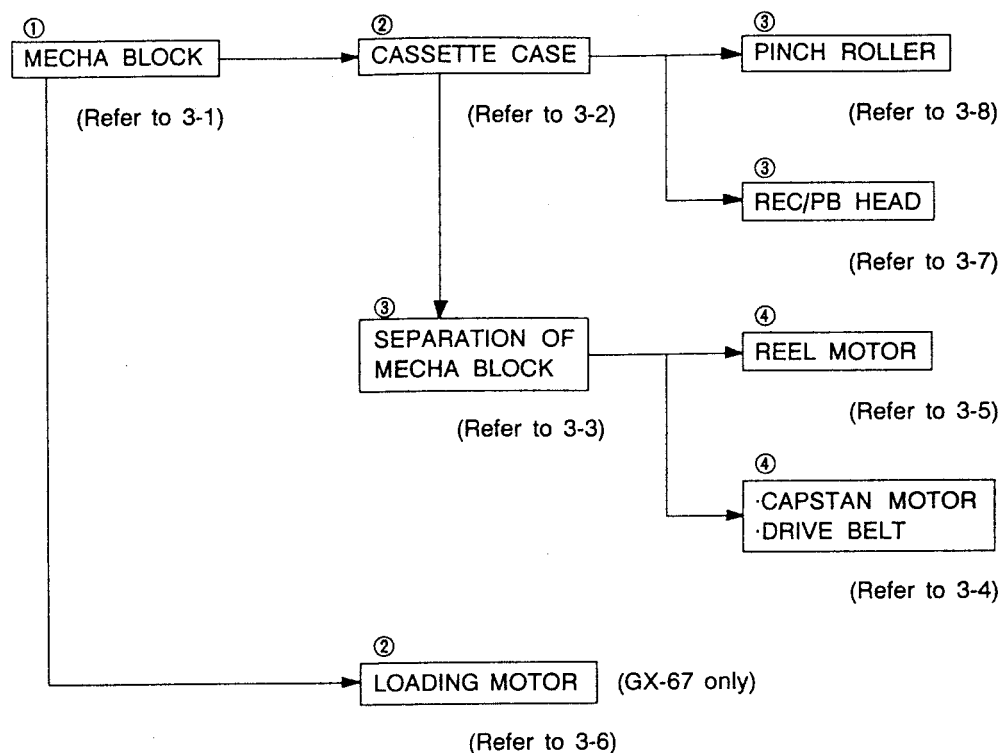 ①
MECHA BLOCK
(Refer to 3-1)
②
CASSETTE CASE
(Refer to 3-2)
③
PINCH ROLLER
(Refer to 3-8)
③
REC/PB HEAD
(Refer to 3-7)
③
SEPARATION OF
MECHA BLOCK
(Refer to 3-3)
④
REEL MOTOR
(Refer to 3-5)
④
·CAPSTAN MOTOR
·DRIVE BELT
(Refer to 3-4)
②
LOADING MOTOR (GX-67 only)
(Refer to 3-6)